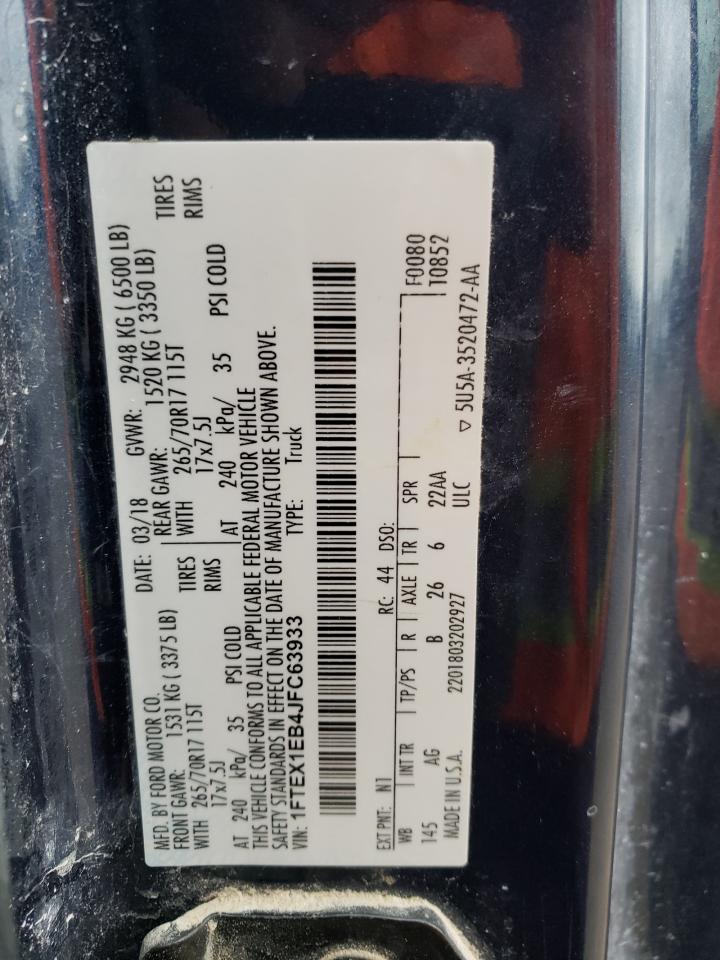 MFD. BY FORD MOTOR CO.
DATE: 03/18 GVWR: 2948 KG ( 6500 LB)
FRONT GAWR: 1531 KG ( 3375 LB) REAR GAWR: 1520 KG ( 3350 LB)
WITH 265/70R17 115T TIRES WITH 265/70R17 115T TIRES
17x7.5J RIMS 17x7.5J RIMS
AT 240 kPa/ 35 PSI COLD AT 240 kPa/ 35 PSI COLD
THIS VEHICLE CONFORMS TO ALL APPLICABLE FEDERAL MOTOR VEHICLE
SAFETY STANDARDS IN EFFECT ON THE DATE OF MANUFACTURE SHOWN ABOVE.
VIN: 1FTEX1EB4JFC63933 TYPE: Truck
EXT PNT: N1 RC: 44 DSO:
WB INT TR TP/PS R AXLE TR SPR F0080
145 AG B 26 6 22AA T0852
MADE IN U.S.A. 2201803202927 ULC ▽ 5U5A-3520472-AA